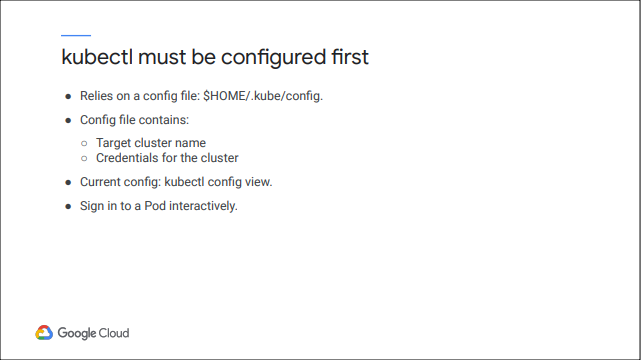 kubectl must be configured first
● Relies on a config file: $HOME/.kube/config.
● Config file contains:
○ Target cluster name
○ Credentials for the cluster
● Current config: kubectl config view.
● Sign in to a Pod interactively.
Google Cloud